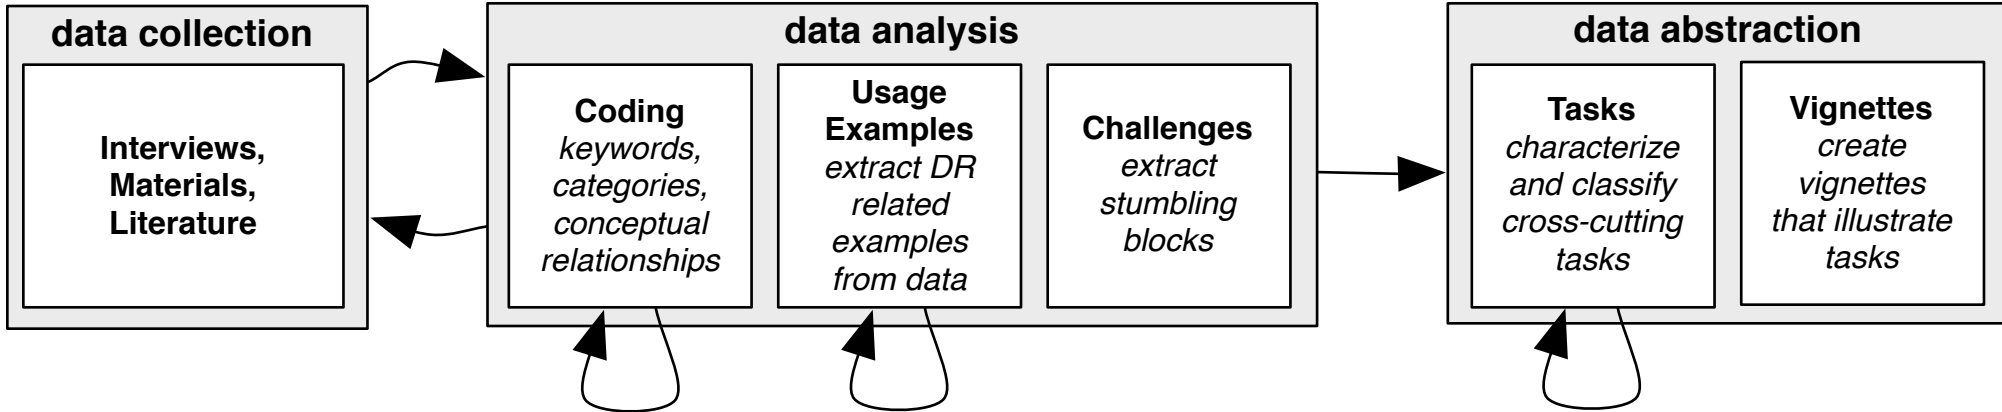 data collection
Interviews,
Materials,
Literature
data analysis
Coding
keywords,
categories,
conceptual
relationships
Usage
Examples
extract DR
related
examples
from data
Challenges
extract
stumbling
blocks
data abstraction
Tasks
characterize
and classify
cross-cutting
tasks
Vignettes
create
vignettes
that illustrate
tasks